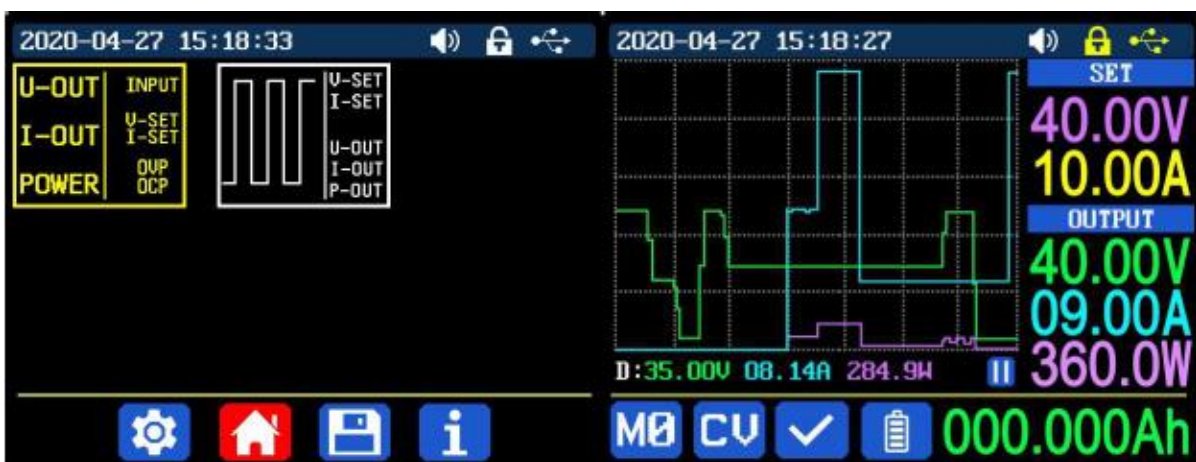 2020-04-27 15:18:33
U-OUT
I-OUT
POWER
INPUT
V-SET
I-SET
OVP
OCP
V-SET
I-SET
U-OUT
I-OUT
P-OUT
i
2020-04-27 15:18:27
SET
40.00V
10.00A
OUTPUT
40.00V
09.00A
360.0W
D:35.00V 08.14A 284.9W
M0 CV 000.000Ah